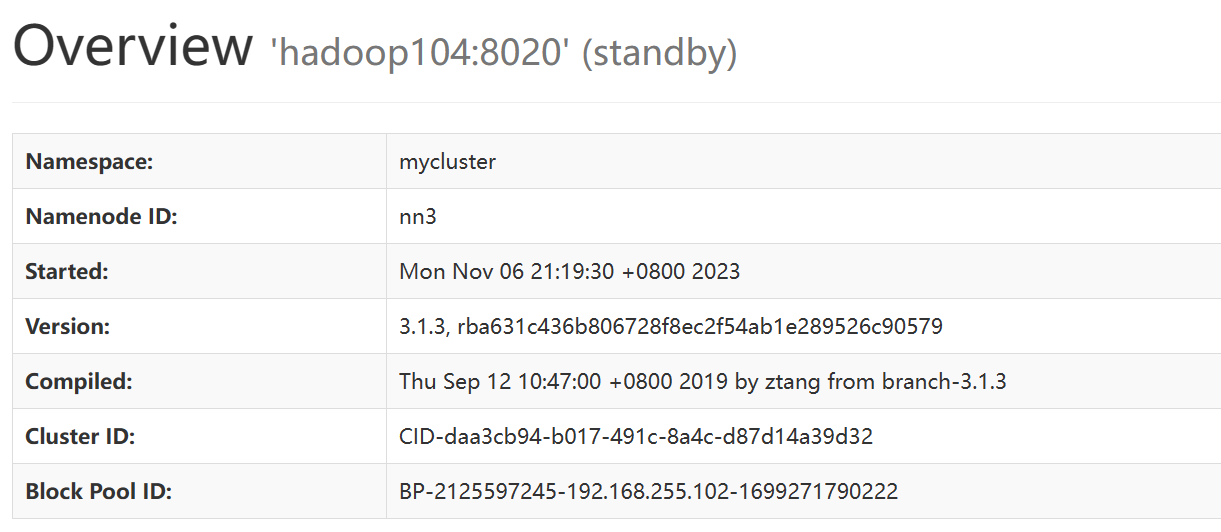 Overview 'hadoop104:8020' (standby)
Namespace: mycluster
Namenode ID: nn3
Started: Mon Nov 06 21:19:30 +0800 2023
Version: 3.1.3, rba631c436b806728f8ec2f54ab1e289526c90579
Compiled: Thu Sep 12 10:47:00 +0800 2019 by ztang from branch-3.1.3
Cluster ID: CID-daa3cb94-b017-491c-8a4c-d87d14a39d32
Block Pool ID: BP-2125597245-192.168.255.102-1699271790222